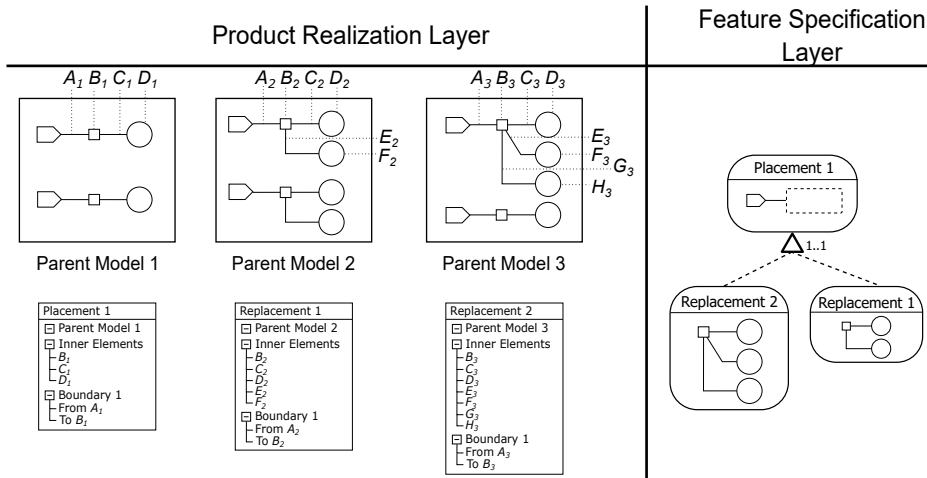 Product Realization Layer
Feature Specification
Layer
A₁ B₁ C₁ D₁
A₂ B₂ C₂ D₂
E₂
F₂
A₃ B₃ C₃ D₃
E₃
F₃
G₃
H₃
Parent Model 1
Parent Model 2
Parent Model 3
Placement 1
Parent Model 1
Inner Elements
B₁
C₁
D₁
Boundary 1
From A₁
To B₁
Replacement 1
Parent Model 2
Inner Elements
B₂
C₂
D₂
E₂
F₂
Boundary 1
From A₂
To B₂
Replacement 2
Parent Model 3
Inner Elements
B₃
C₃
D₃
E₃
F₃
G₃
H₃
Boundary 1
From A₃
To B₃
Placement 1
1..1
Replacement 2
Replacement 1